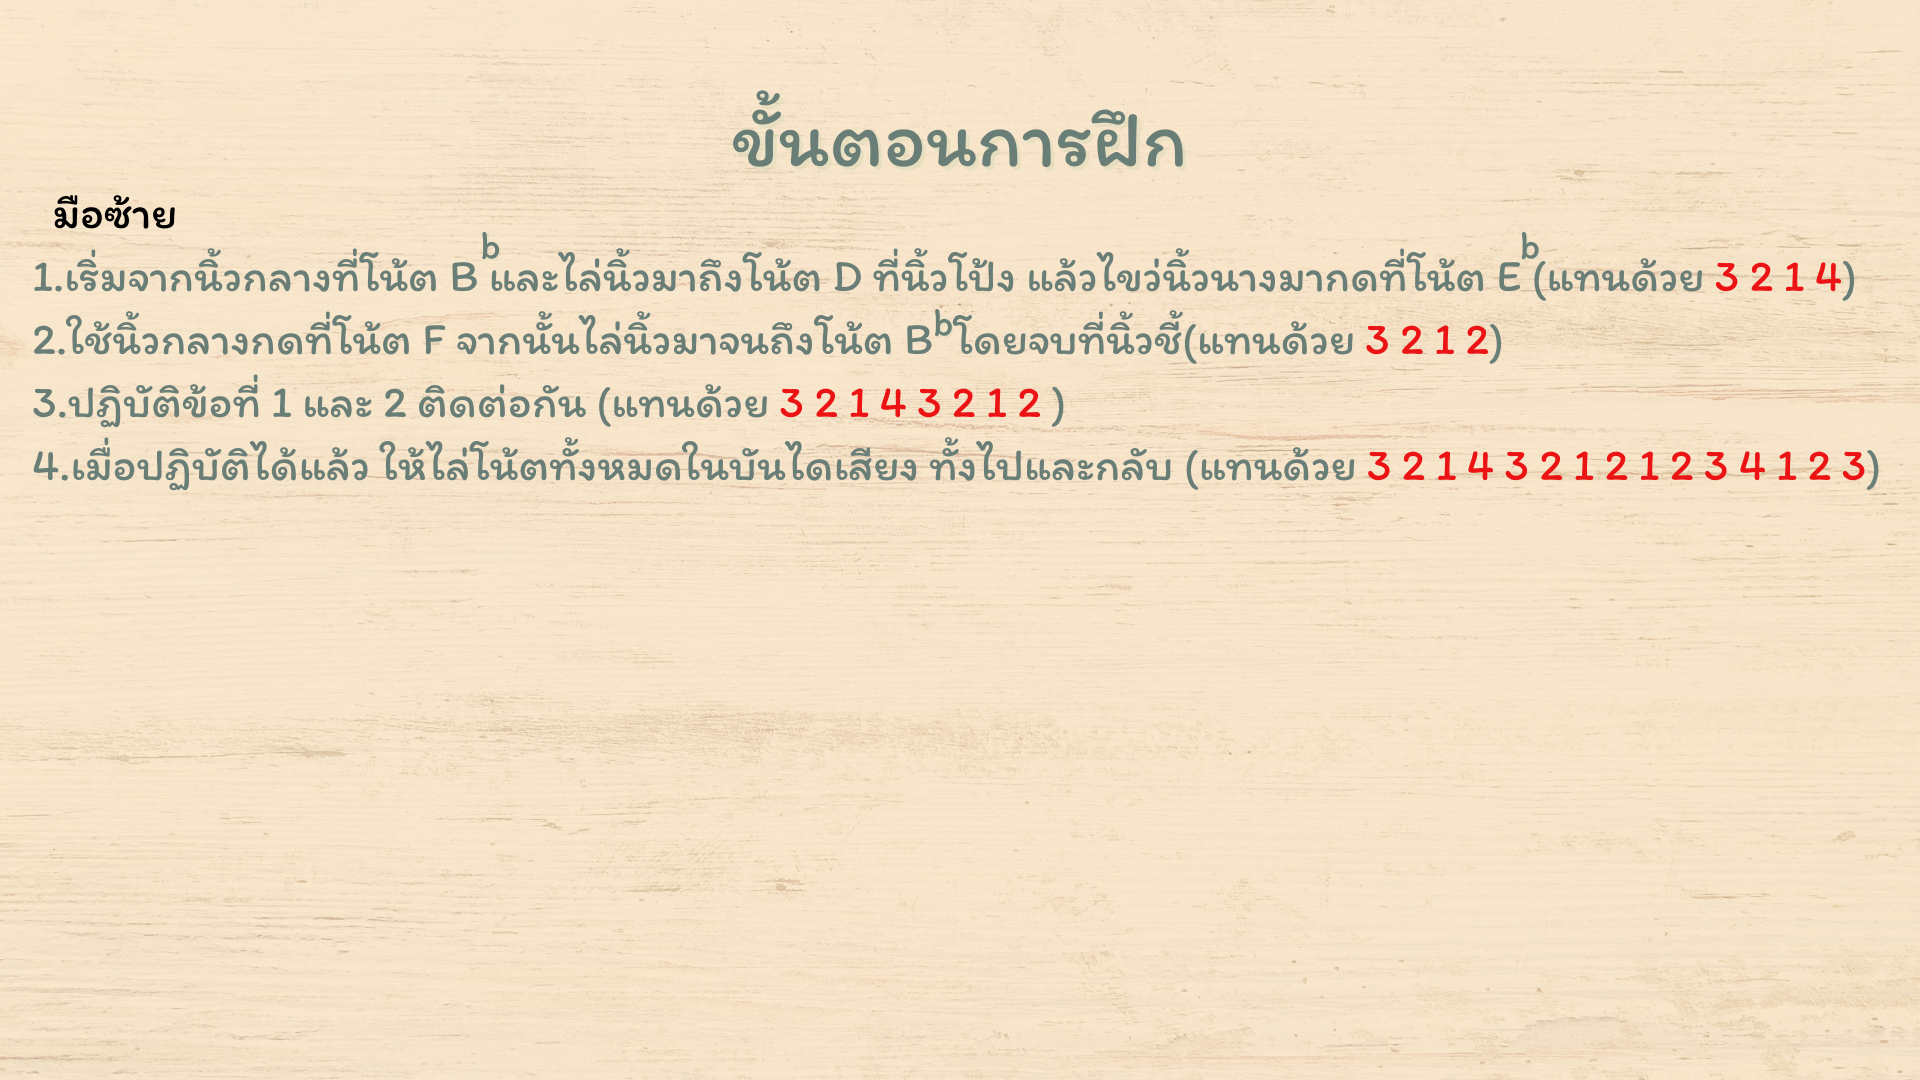 ขั้นตอนการฝึก
มือซ้าย
1.เริ่มจากนิ้วกลางที่โน้ต Bb และไล่นิ้วมาถึงโน้ต D ที่นิ้วโป้ง แล้วไขว่นิ้วนางมากดที่โน้ต Eb (แทนด้วย 3 2 1 4)
2.ใช้นิ้วกลางกดที่โน้ต F จากนั้นไล่นิ้วมาจนถึงโน้ต Bb โดยจบที่นิ้วชี้(แทนด้วย 3 2 1 2)
3.ปฏิบัติข้อที่ 1 และ 2 ติดต่อกัน (แทนด้วย 3 2 1 4 3 2 1 2 )
4.เมื่อปฏิบัติได้แล้ว ให้ไล่โน้ตทั้งหมดในบันไดเสียง ทั้งไปและกลับ (แทนด้วย 3 2 1 4 3 2 1 2 1 2 3 4 1 2 3)